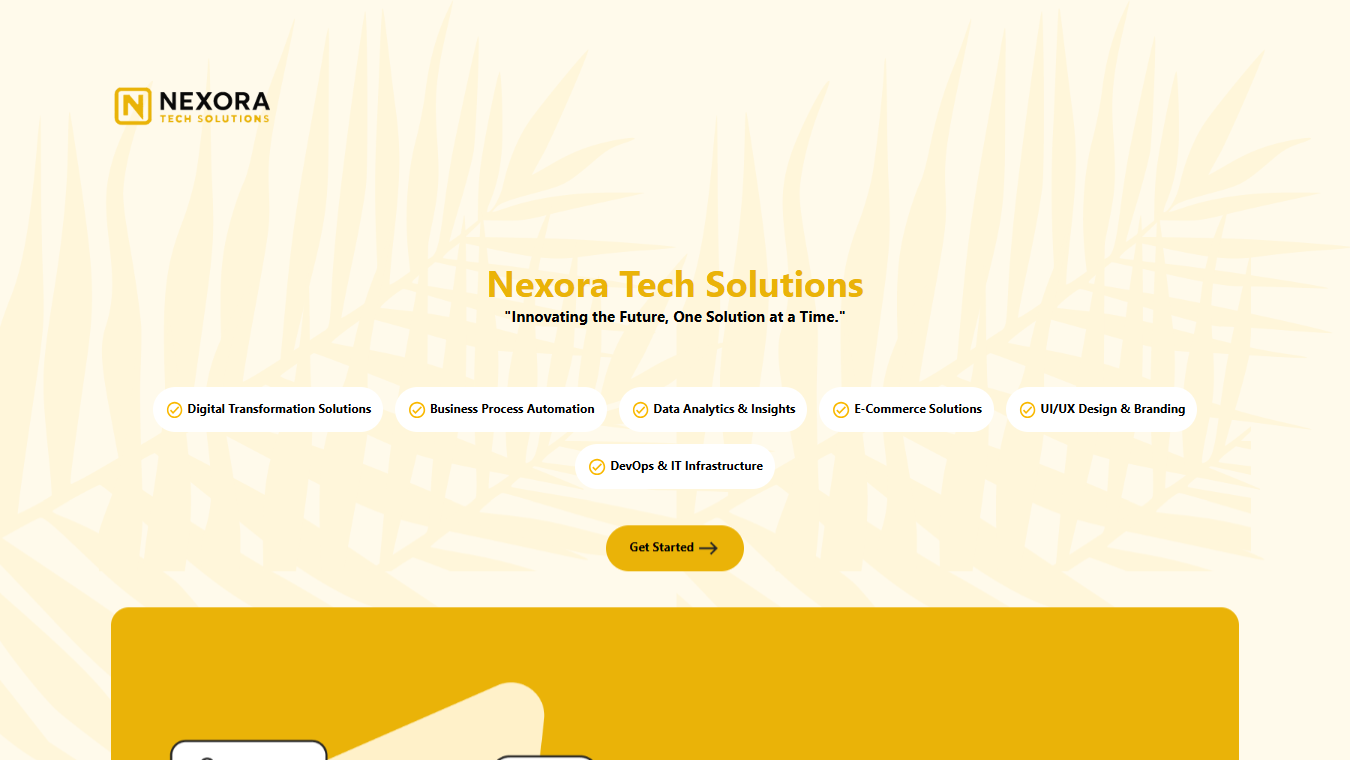 NEXORA
TECH SOLUTIONS
Nexora Tech Solutions
"Innovating the Future, One Solution at a Time."
Digital Transformation Solutions
Business Process Automation
Data Analytics & Insights
E-Commerce Solutions
UI/UX Design & Branding
DevOps & IT Infrastructure
Get Started